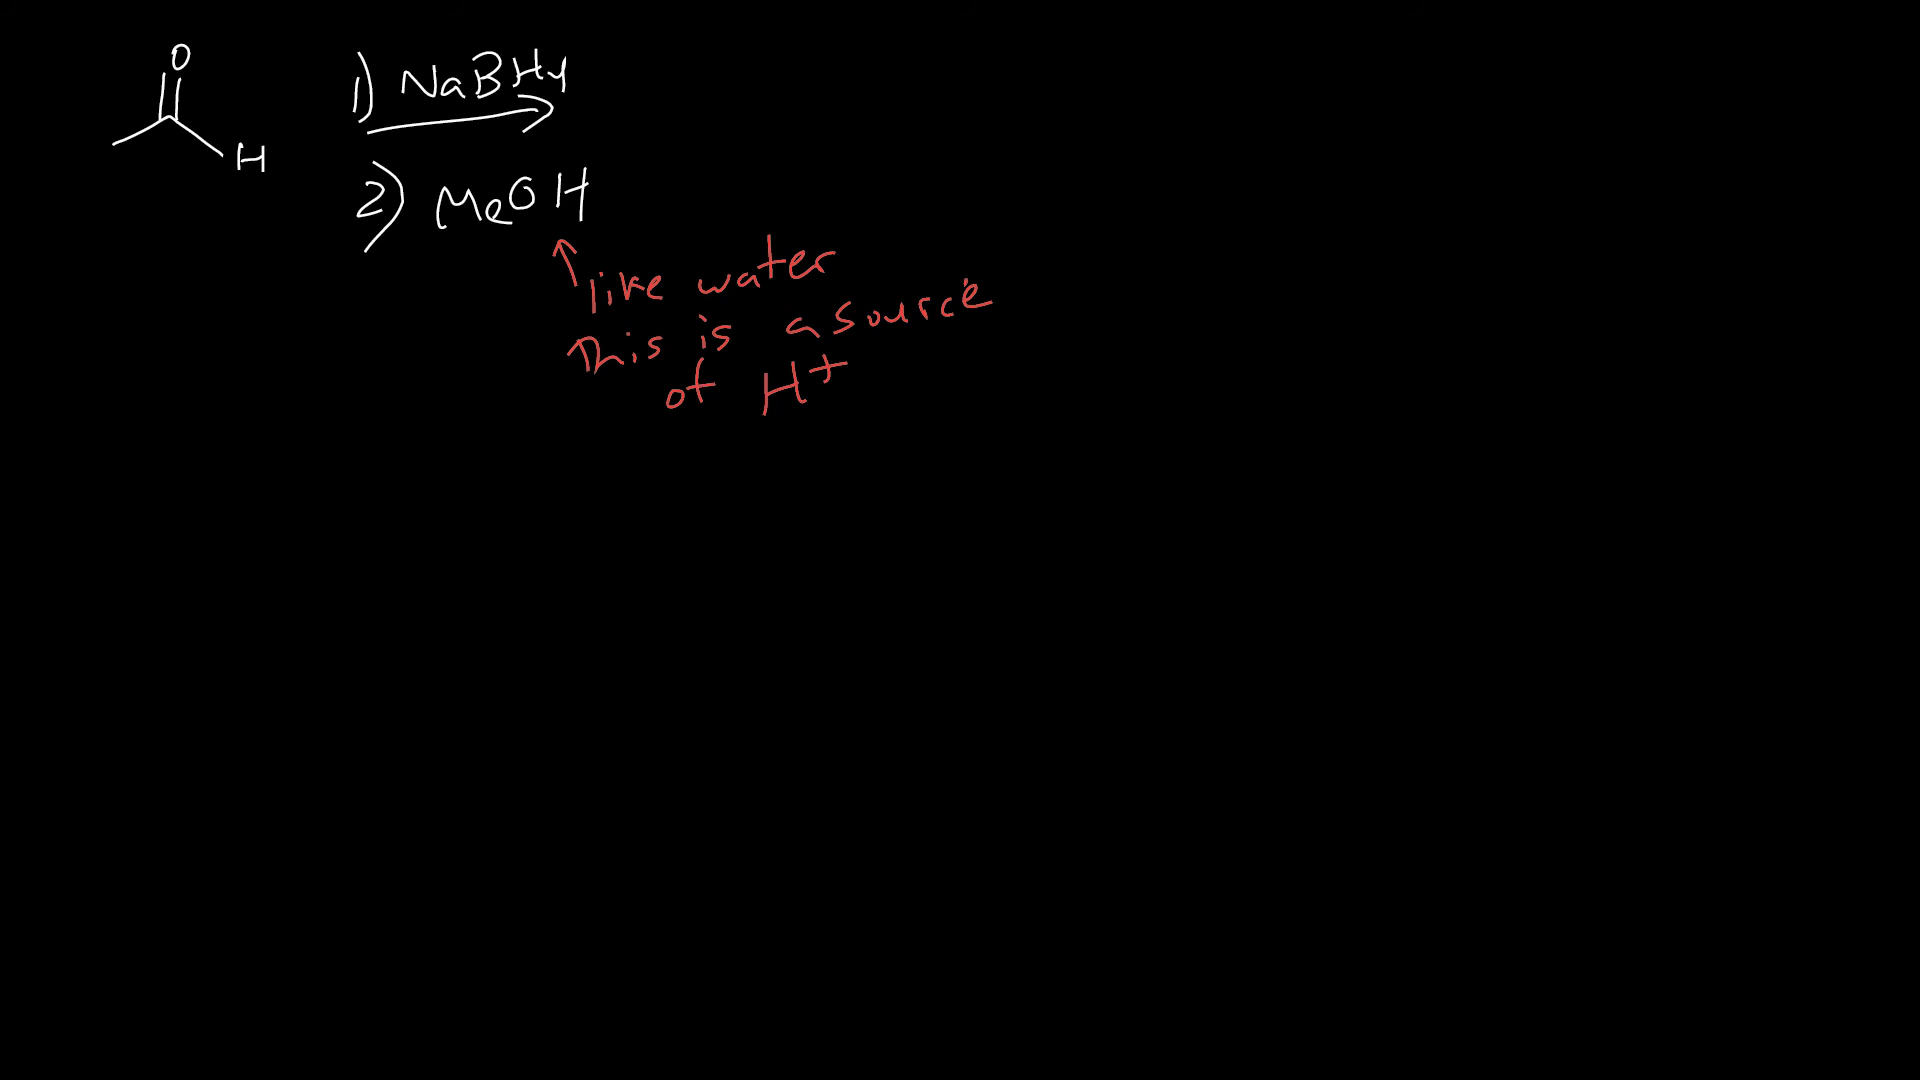 O
1) NaBH4
H
2) MeOH
like water
this is a source
of H+